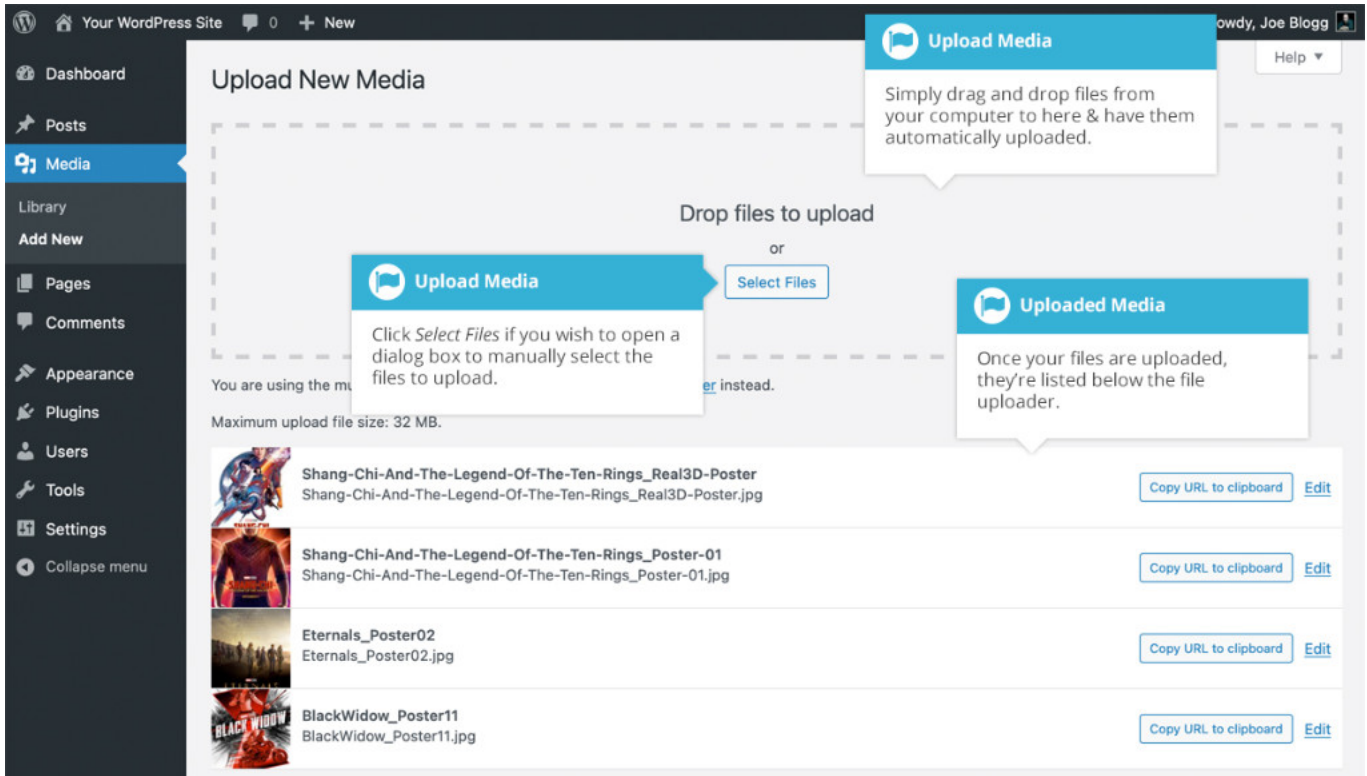 Your WordPress Site 0 + New
owdy, Joe Blogg
Help ▼
Dashboard
Posts
Media
Library
Add New
Pages
Comments
Appearance
Plugins
Users
Tools
Settings
Collapse menu
Upload New Media
Upload Media
Simply drag and drop files from
your computer to here & have them
automatically uploaded.
Drop files to upload
or
Select Files
Upload Media
Click Select Files if you wish to open a
dialog box to manually select the
files to upload.
Uploaded Media
Once your files are uploaded,
they're listed below the file
uploader.
You are using the mu
er instead.
Maximum upload file size: 32 MB.
Shang-Chi-And-The-Legend-Of-The-Ten-Rings_Real3D-Poster
Shang-Chi-And-The-Legend-Of-The-Ten-Rings_Real3D-Poster.jpg
Copy URL to clipboard Edit
Shang-Chi-And-The-Legend-Of-The-Ten-Rings_Poster-01
Shang-Chi-And-The-Legend-Of-The-Ten-Rings_Poster-01.jpg
Copy URL to clipboard Edit
Eternals_Poster02
Eternals_Poster02.jpg
Copy URL to clipboard Edit
BLACK WIDOW
BlackWidow_Poster11
BlackWidow_Poster11.jpg
Copy URL to clipboard Edit